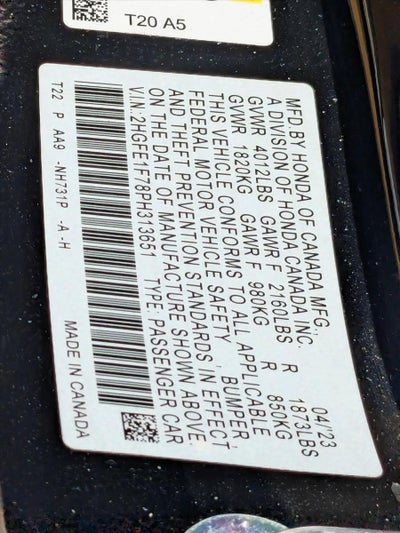 T20 A5
MFD. BY HONDA OF CANADA MFG., 04/'23
A DIVISION OF HONDA CANADA INC.
GVWR 4012LBS GAWR F 2160LBS R 1873LBS
GWWR 1820KG GAWR F 980KG R 850KG
THIS VEHICLE CONFORMS TO ALL APPLICABLE
FEDERAL MOTOR VEHICLE SAFETY, BUMPER,
AND THEFT PREVENTION STANDARDS IN EFFECT
ON THE DATE OF MANUFACTURE SHOWN ABOVE.
V.I.N:2HGFE1F78PH313651 TYPE: PASSENGER CAR
T22 P AA9 -NH731P -A -H MADE IN CANADA